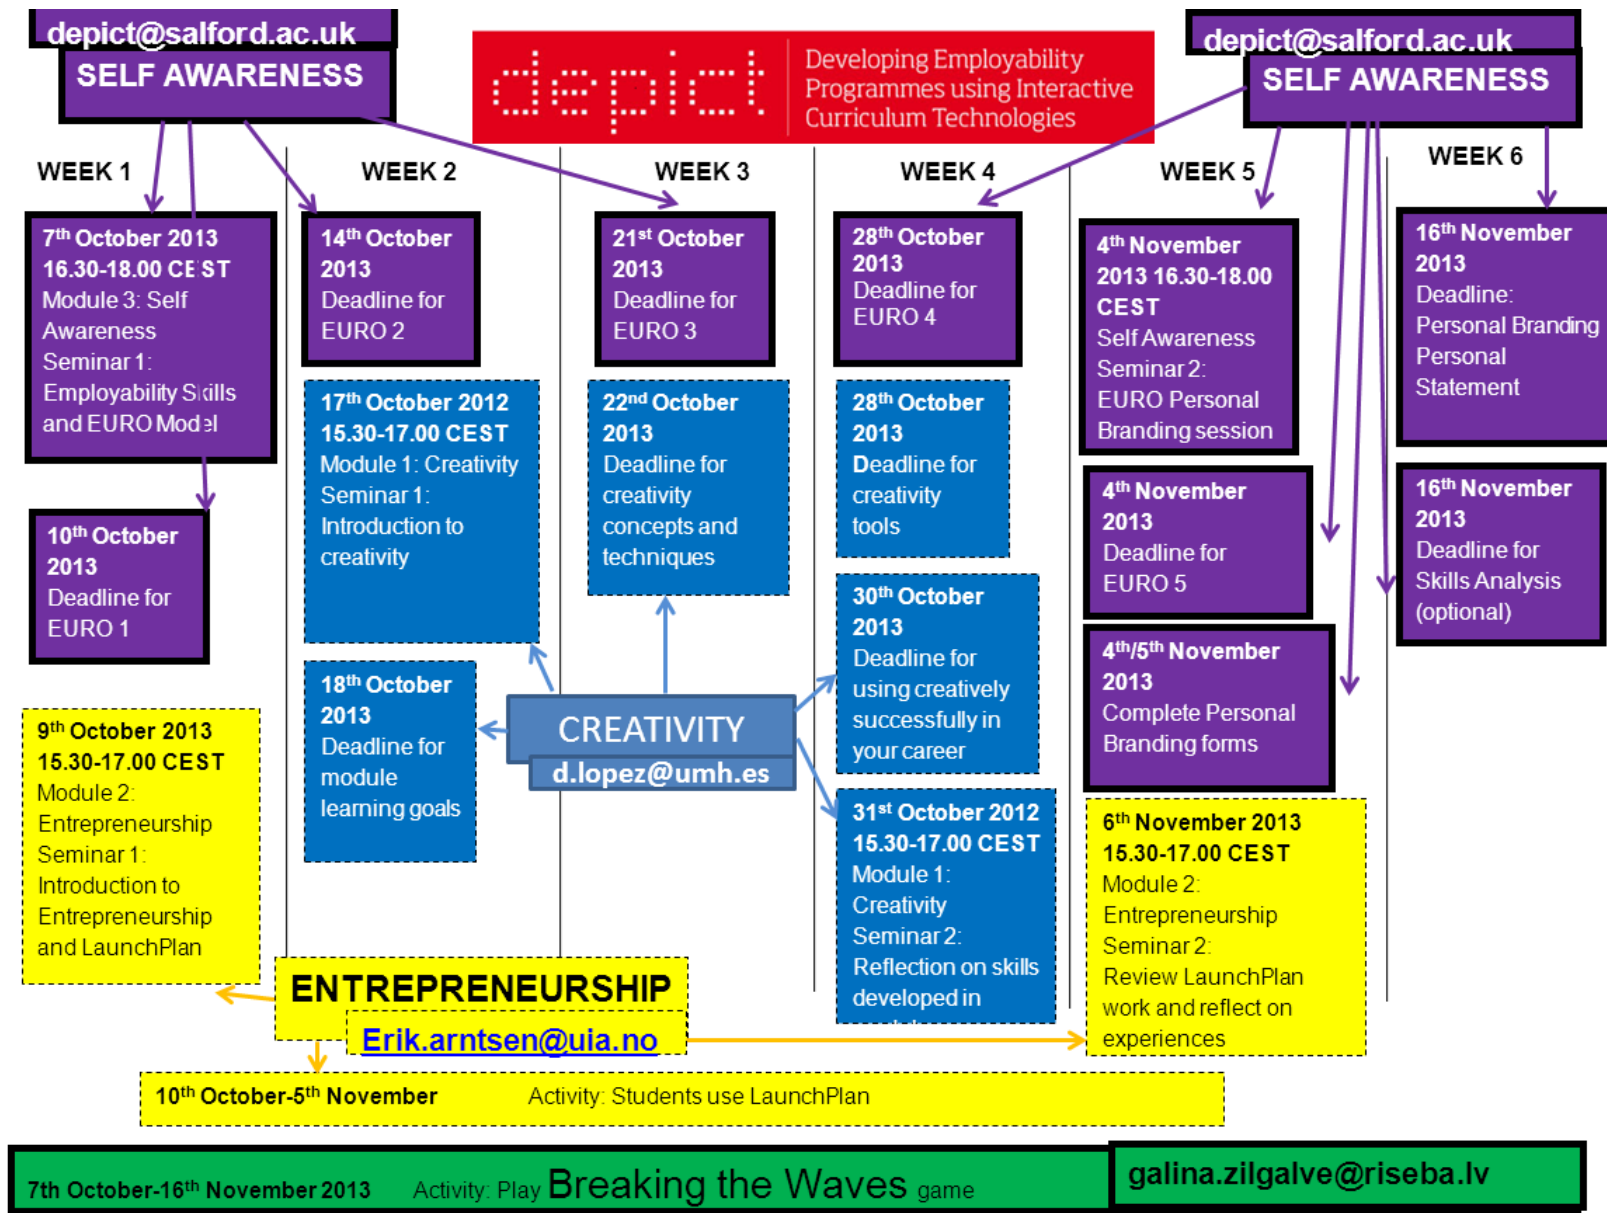 depict@salford.ac.uk
SELF AWARENESS
depict
Developing Employability
Programmes using Interactive
Curriculum Technologies
depict@salford.ac.uk
SELF AWARENESS
WEEK 1
WEEK 2
WEEK 3
WEEK 4
WEEK 5
WEEK 6
7th October 2013
16.30-18.00 CEST
Module 3: Self
Awareness
Seminar 1:
Employability Skills
and EURO Model
10th October
2013
Deadline for
EURO 1
9th October 2013
15.30-17.00 CEST
Module 2:
Entrepreneurship
Seminar 1:
Introduction to
Entrepreneurship
and LaunchPlan
14th October
2013
Deadline for
EURO 2
17th October 2012
15.30-17.00 CEST
Module 1: Creativity
Seminar 1:
Introduction to
creativity
18th October
2013
Deadline for
module
learning goals
21st October
2013
Deadline for
EURO 3
22nd October
2013
Deadline for
creativity
concepts and
techniques
CREATIVITY
d.lopez@umh.es
28th October
2013
Deadline for
EURO 4
28th October
2013
Deadline for
creativity
tools
30th October
2013
Deadline for
using creatively
successfully in
your career
31st October 2012
15.30-17.00 CEST
Module 1:
Creativity
Seminar 2:
Reflection on skills
developed in
4th November
2013 16.30-18.00
CEST
Self Awareness
Seminar 2:
EURO Personal
Branding session
4th November
2013
Deadline for
EURO 5
4th/5th November
2013
Complete Personal
Branding forms
6th November 2013
15.30-17.00 CEST
Module 2:
Entrepreneurship
Seminar 2:
Review LaunchPlan
work and reflect on
experiences
16th November
2013
Deadline:
Personal Branding
Personal
Statement
16th November
2013
Deadline for
Skills Analysis
(optional)
ENTREPRENEURSHIP
Erik.arntsen@uia.no
10th October-5th November Activity: Students use LaunchPlan
7th October-16th November 2013 Activity: Play Breaking the Waves game
galina.zilgalve@riseba.lv